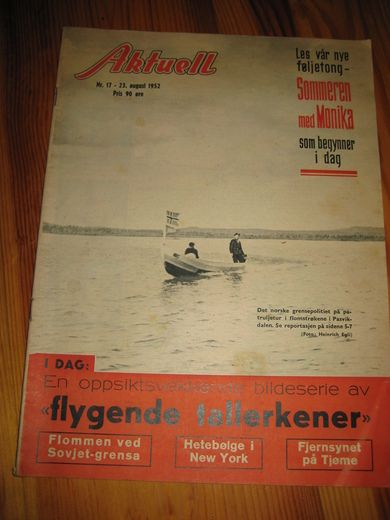 Aktuell
Nr. 17 - 23. august 1952
Pris 90 øre
Les vår nye
føljetong-
Sommeren
med Monika
som begynner
i dag
Det norske grensepolitiet på pa-
truljetur i flomstrøkene i Pasvik-
dalen. Se reportasjen på sidene 5-7
(Foto: Heinrich Egli)
I DAG:
En oppsiktsvekkende bildeserie av
«flygende tallerkener»
Flommen ved
Sovjet-grensa
Hetebølge i
New York
Fjernsynet
på Tjøme